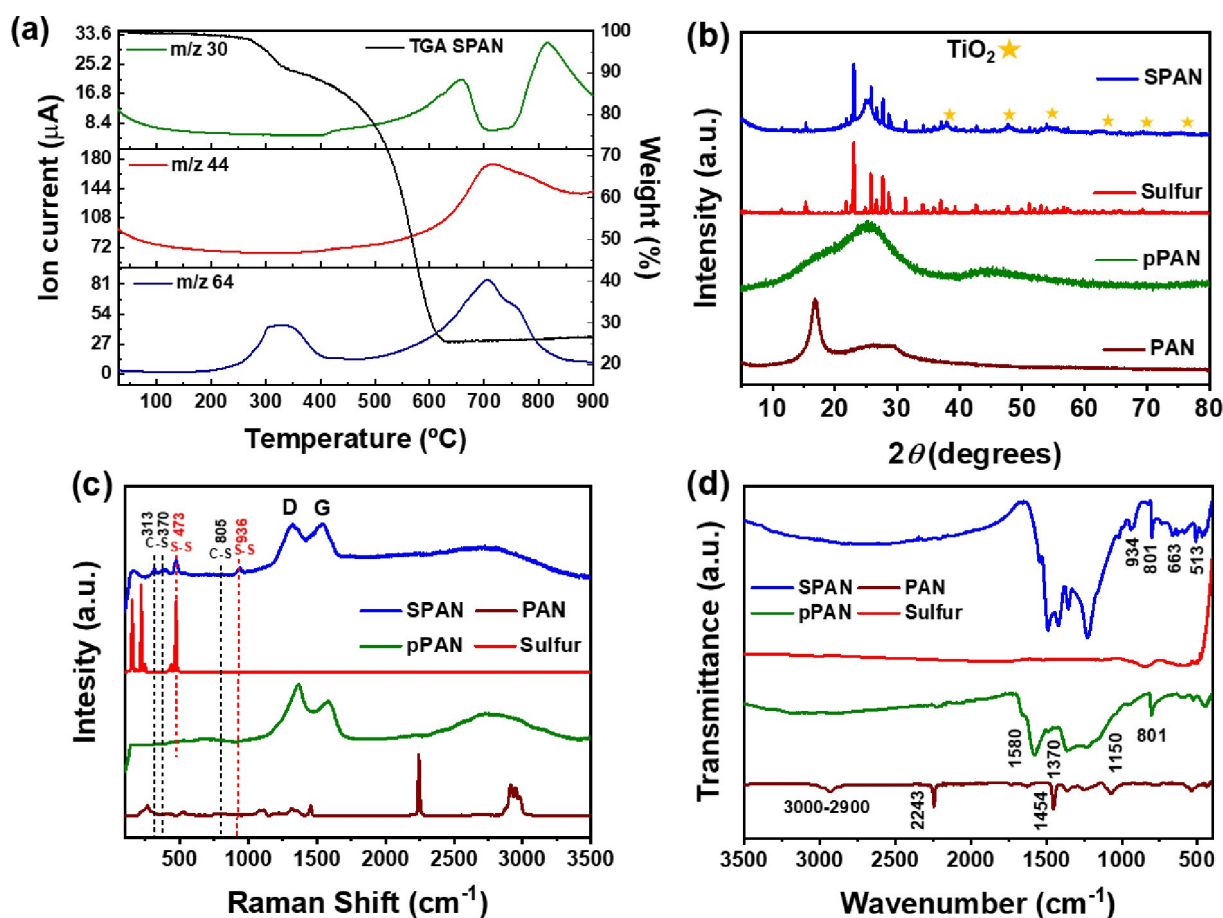 (a)
33.6
25.2
16.8
8.4
m/z 30
TGA SPAN
100
90
80
180
144
108
72
m/z 44
70
60
50
81
54
27
0
m/z 64
40
30
20
Ion current (μA)
Weight (%)
100 200 300 400 500 600 700 800 900
Temperature (ºC)
(b)
TiO2 ★
SPAN
Sulfur
pPAN
PAN
Intensity (a.u.)
10 20 30 40 50 60 70 80
2θ (degrees)
(c)
313
C-S
370
473
S-S
805
C-S
936
S-S
D G
SPAN PAN
pPAN Sulfur
Intesity (a.u.)
500 1000 1500 2000 2500 3000 3500
Raman Shift (cm-1)
(d)
934
801
663
513
SPAN PAN
pPAN Sulfur
1580
1370
1150
801
3000-2900
2243
1454
Transmittance (a.u.)
3500 3000 2500 2000 1500 1000 500
Wavenumber (cm-1)